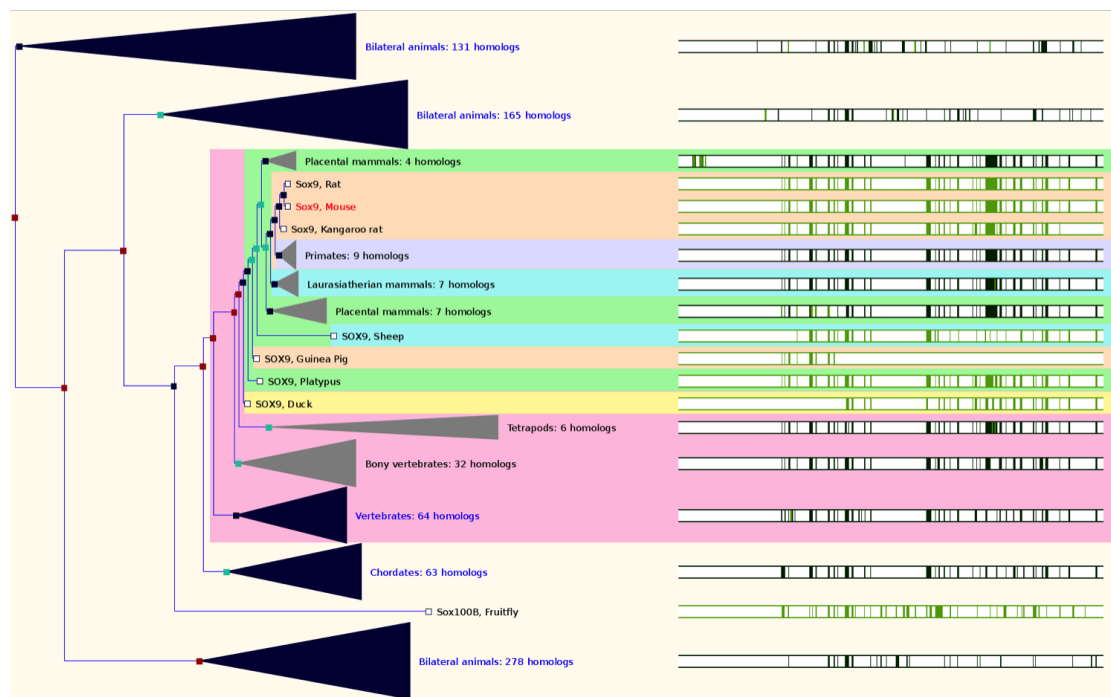 Bilateral animals: 131 homologs
Bilateral animals: 165 homologs
Placental mammals: 4 homologs
Sox9, Rat
Sox9, Mouse
Sox9, Kangaroo rat
Primates: 9 homologs
Laurasiatherian mammals: 7 homologs
Placental mammals: 7 homologs
SOX9, Sheep
SOX9, Guinea Pig
SOX9, Platypus
SOX9, Duck
Tetrapods: 6 homologs
Bony vertebrates: 32 homologs
Vertebrates: 64 homologs
Chordates: 63 homologs
Sox100B, Fruitfly
Bilateral animals: 278 homologs